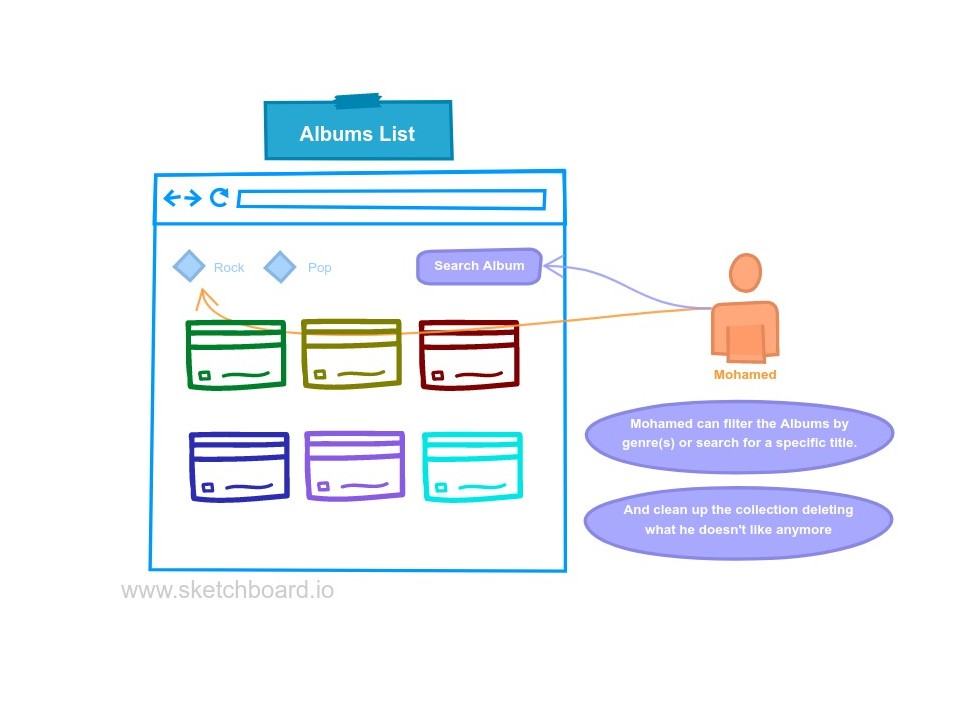 Albums List
Rock
Pop
Search Album
Mohamed
Mohamed can filter the Albums by
genre(s) or search for a specific title.
And clean up the collection deleting
what he doesn't like anymore
www.sketchboard.io